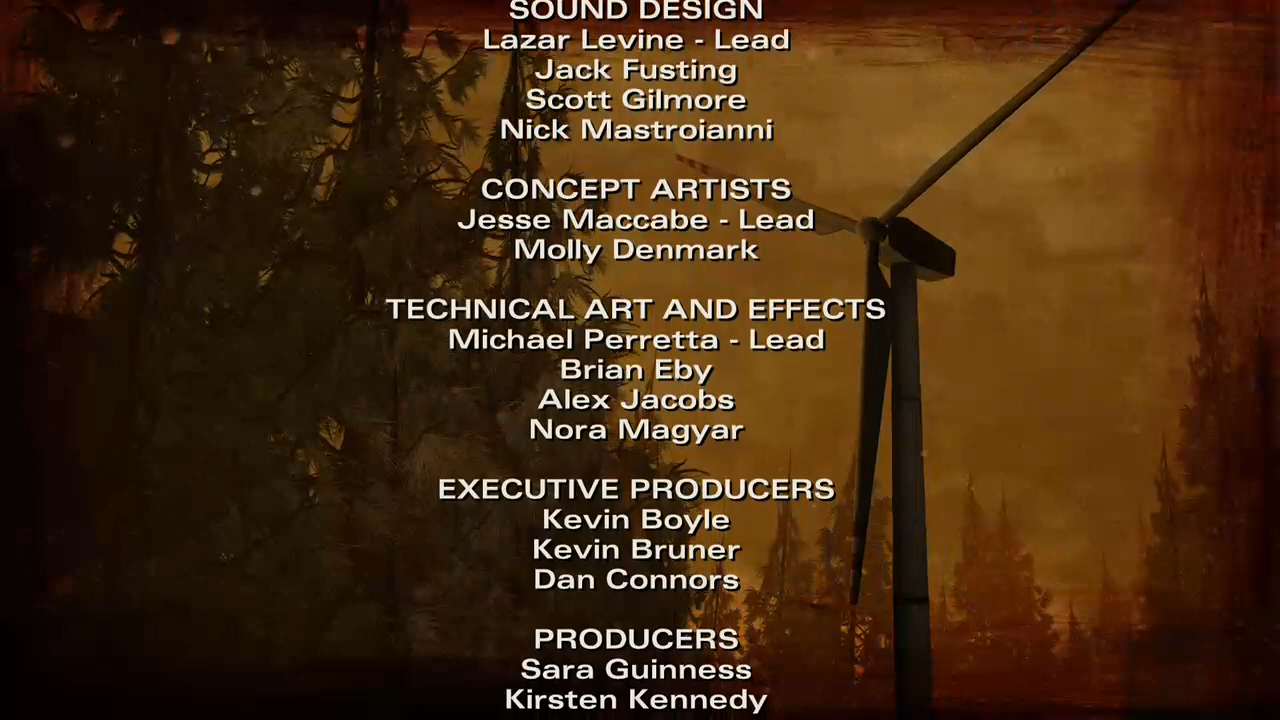 SOUND DESIGN
Lazar Levine - Lead
Jack Fusting
Scott Gilmore
Nick Mastroianni
CONCEPT ARTISTS
Jesse Maccabe - Lead
Molly Denmark
TECHNICAL ART AND EFFECTS
Michael Perretta - Lead
Brian Eby
Alex Jacobs
Nora Magyar
EXECUTIVE PRODUCERS
Kevin Boyle
Kevin Bruner
Dan Connors
PRODUCERS
Sara Guinness
Kirsten Kennedy